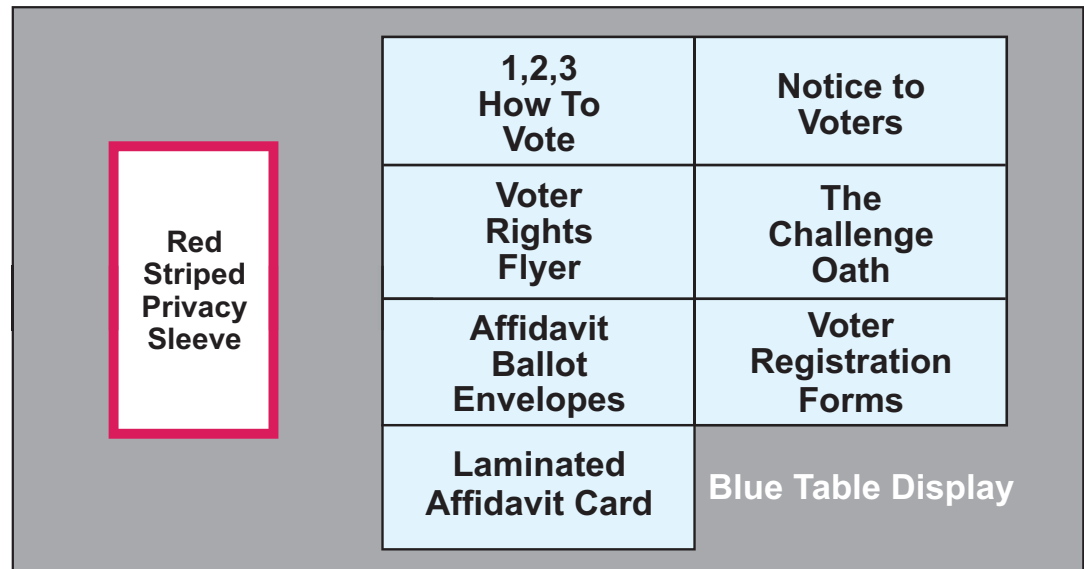 Red
Striped
Privacy
Sleeve
1,2,3
How To
Vote
Notice to
Voters
Voter
Rights
Flyer
The
Challenge
Oath
Affidavit
Ballot
Envelopes
Voter
Registration
Forms
Laminated
Affidavit Card
Blue Table Display